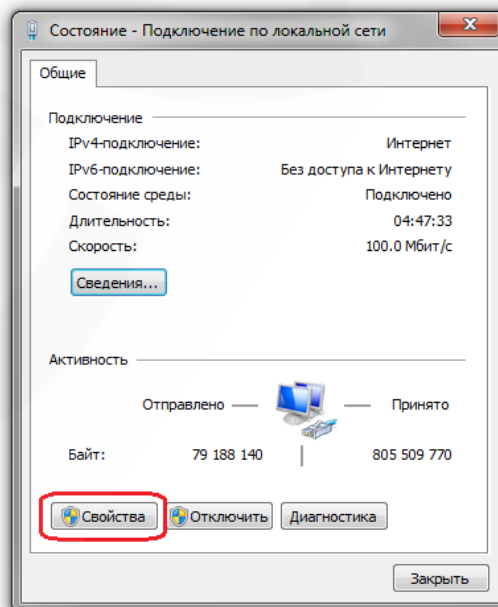 Состояние - Подключение по локальной сети
Общие
Подключение
IPv4-подключение: Интернет
IPv6-подключение: Без доступа к Интернету
Состояние среды: Подключено
Длительность: 04:47:33
Скорость: 100.0 Мбит/с
Сведения...
Активность
Отправлено — — Принято
Байт: 79 188 140 | 805 509 770
Свойства Отключить Диагностика
Закрыть